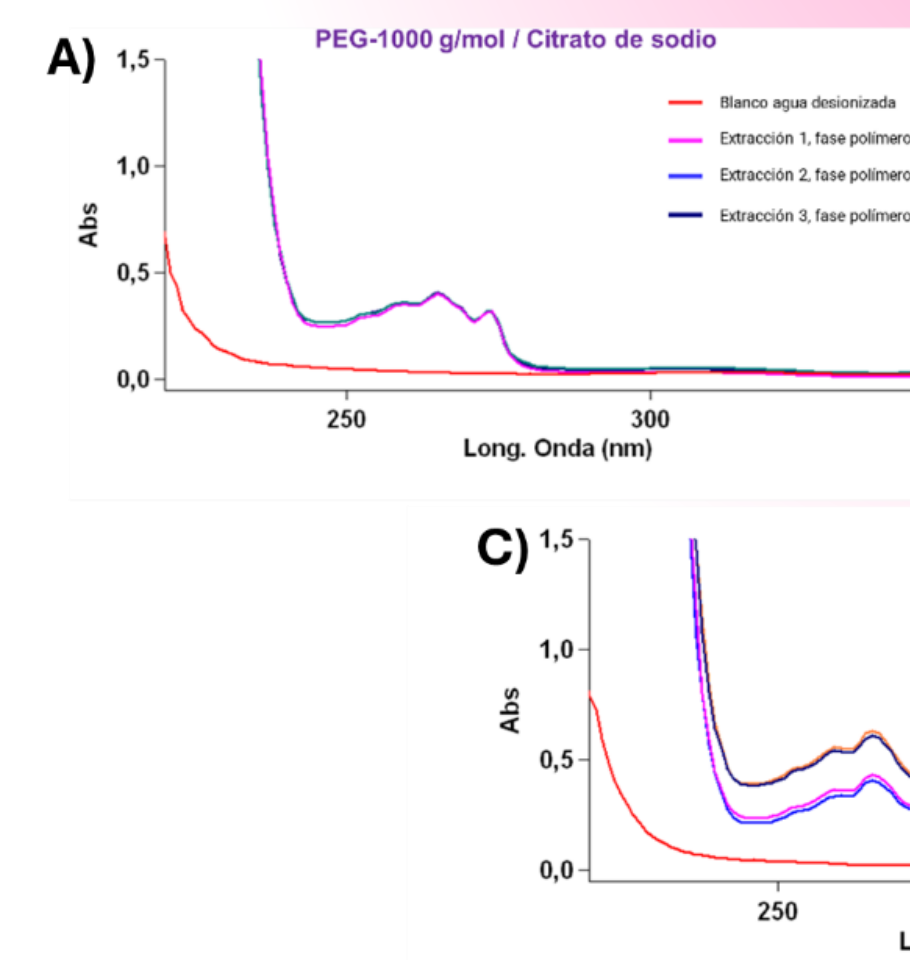 PEG-1000 g/mol / Citrato de sodio
A)
1,5
1,0
0,5
0,0
Abs
Blanco agua desionizada
Extracción 1, fase polímero
Extracción 2, fase polímero
Extracción 3, fase polímero
250
300
Long. Onda (nm)
C)
1,5
1,0
0,5
0,0
Abs
250
L